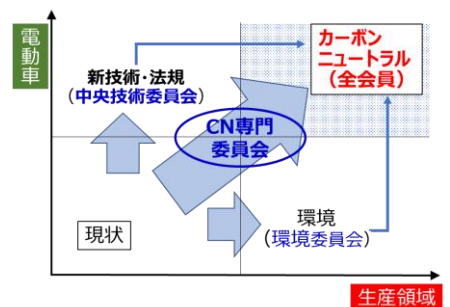 電動車
カーボン
ニュートラル
（全会員）
新技術・法規
（中央技術委員会）
CN専門
委員会
環境
（環境委員会）
現状
生産領域